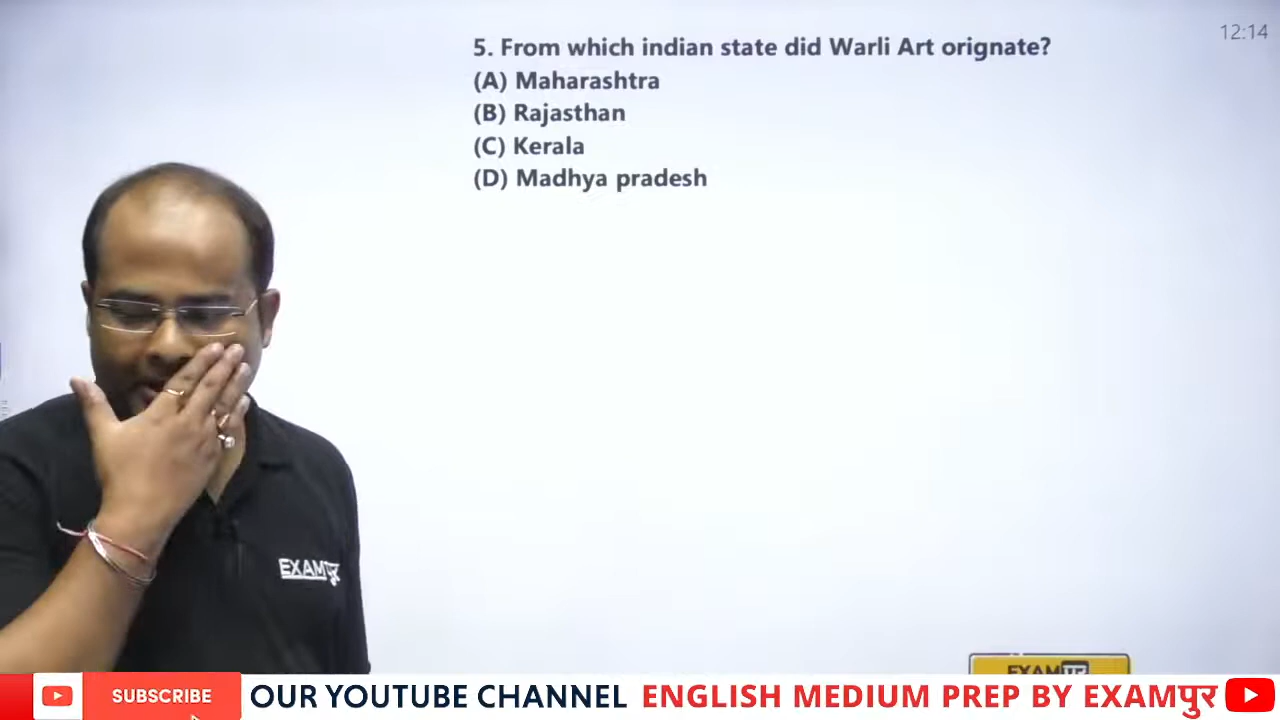 12:14
5. From which indian state did Warli Art orignate?
(A) Maharashtra
(B) Rajasthan
(C) Kerala
(D) Madhya pradesh
EXAMपुर
EXAMपुर
SUBSCRIBE
OUR YOUTUBE CHANNEL ENGLISH MEDIUM PREP BY EXAMपुर